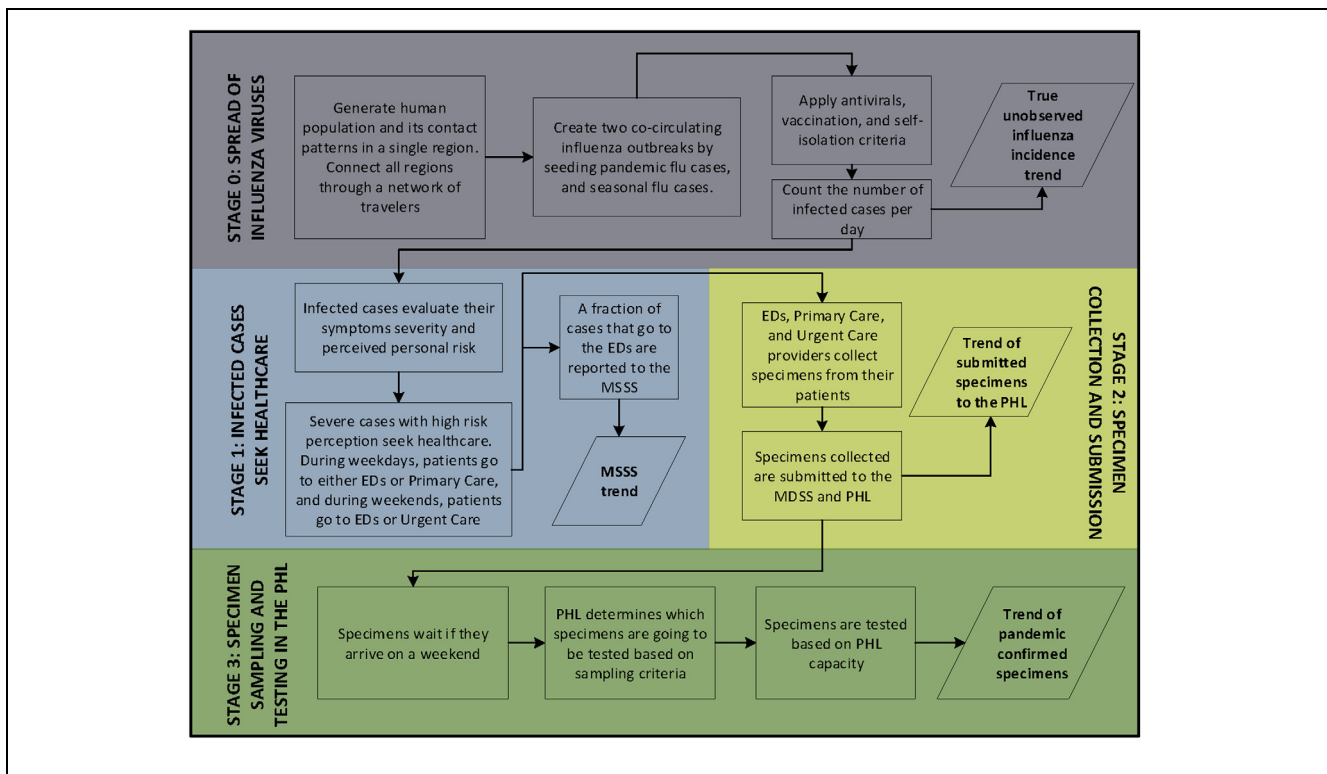 STAGE 0: SPREAD OF
INFLUENZA VIRUSES
Generate human
population and its contact
patterns in a single region.
Connect all regions
through a network of
travelers
Create two co-circulating
influenza outbreaks by
seeding pandemic flu cases,
and seasonal flu cases.
Apply antivirals,
vaccination, and self-
isolation criteria
Count the number of
infected cases per
day
True
unobserved
influenza
incidence
trend
STAGE 1: INFECTED CASES
SEEK HEALTHCARE
Infected cases evaluate their
symptoms severity and
perceived personal risk
Severe cases with high risk
perception seek healthcare.
During weekdays, patients go
to either EDs or Primary Care,
and during weekends, patients
go to EDs or Urgent Care
A fraction of
cases that go to
the EDs are
reported to the
MSSS
MSSS
trend
STAGE 2: SPECIMEN
COLLECTION AND SUBMISSION
EDs, Primary Care,
and Urgent Care
providers collect
specimens from their
patients
Specimens collected
are submitted to the
MDSS and PHL
Trend of
submitted
specimens
to the PHL
STAGE 3: SPECIMEN
SAMPLING AND
TESTING IN THE PHL
Specimens wait if they
arrive on a weekend
PHL determines which
specimens are going to
be tested based on
sampling criteria
Specimens are tested
based on PHL
capacity
Trend of
pandemic
confirmed
specimens